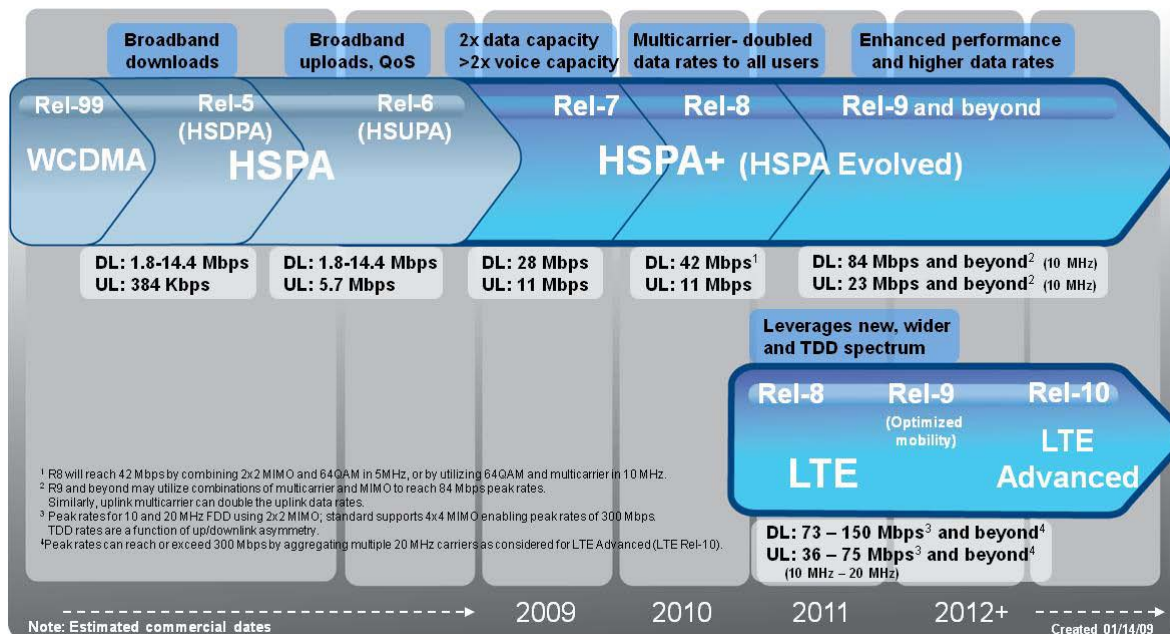 Broadband
downloads
Broadband
uploads, QoS
2x data capacity
>2x voice capacity
Multicarrier- doubled
data rates to all users
Enhanced performance
and higher data rates
Rel-99
WCDMA
Rel-5
(HSDPA)
Rel-6
(HSUPA)
HSPA
Rel-7
Rel-8
Rel-9 and beyond
HSPA+ (HSPA Evolved)
DL: 1.8-14.4 Mbps
UL: 384 Kbps
DL: 1.8-14.4 Mbps
UL: 5.7 Mbps
DL: 28 Mbps
UL: 11 Mbps
DL: 42 Mbps¹
UL: 11 Mbps
DL: 84 Mbps and beyond² (10 MHz)
UL: 23 Mbps and beyond² (10 MHz)
Leverages new, wider
and TDD spectrum
Rel-8
Rel-9
(Optimized
mobility)
Rel-10
LTE
LTE
Advanced
¹ R8 will reach 42 Mbps by combining 2x2 MIMO and 64QAM in 5MHz, or by utilizing 64QAM and multicarrier in 10 MHz.
² R9 and beyond may utilize combinations of multicarrier and MIMO to reach 84 Mbps peak rates.
Similarly, uplink multicarrier can double the uplink data rates.
³ Peak rates for 10 and 20 MHz FDD using 2x2 MIMO; standard supports 4x4 MIMO enabling peak rates of 300 Mbps.
TDD rates are a function of up/downlink asymmetry.
⁴Peak rates can reach or exceed 300 Mbps by aggregating multiple 20 MHz carriers as considered for LTE Advanced (LTE Rel-10).
DL: 73 – 150 Mbps³ and beyond⁴
UL: 36 – 75 Mbps³ and beyond⁴
(10 MHz – 20 MHz)
2009
2010
2011
2012+
Note: Estimated commercial dates
Created 01/14/09